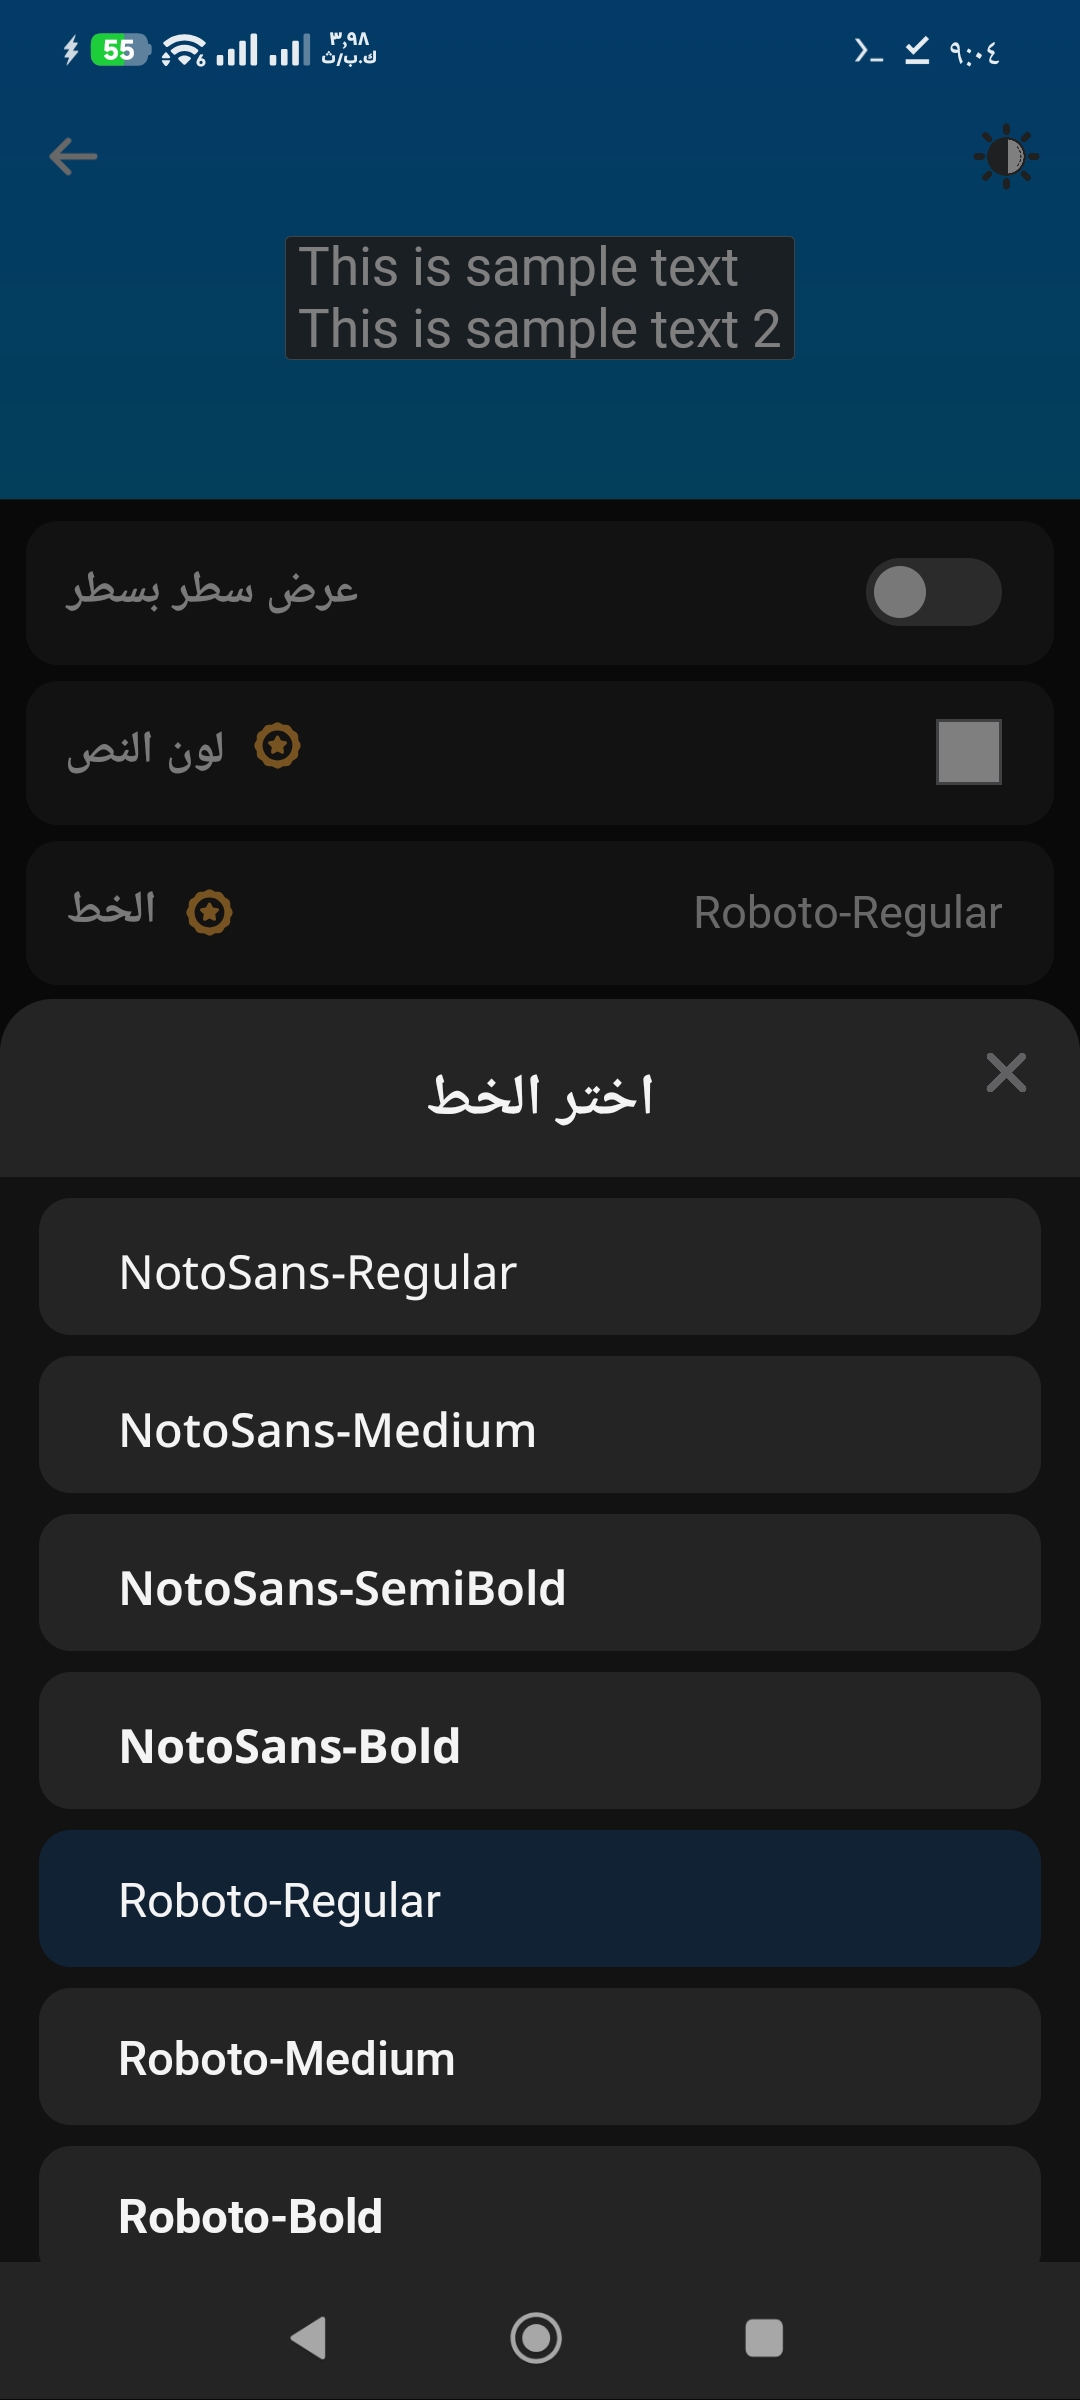 55
6
٣,٩٨
ك.ب/ث
٩:٠٤
This is sample text
This is sample text 2
عرض سطر بسطر
لون النص
الخط
Roboto-Regular
اختر الخط
NotoSans-Regular
NotoSans-Medium
NotoSans-SemiBold
NotoSans-Bold
Roboto-Regular
Roboto-Medium
Roboto-Bold